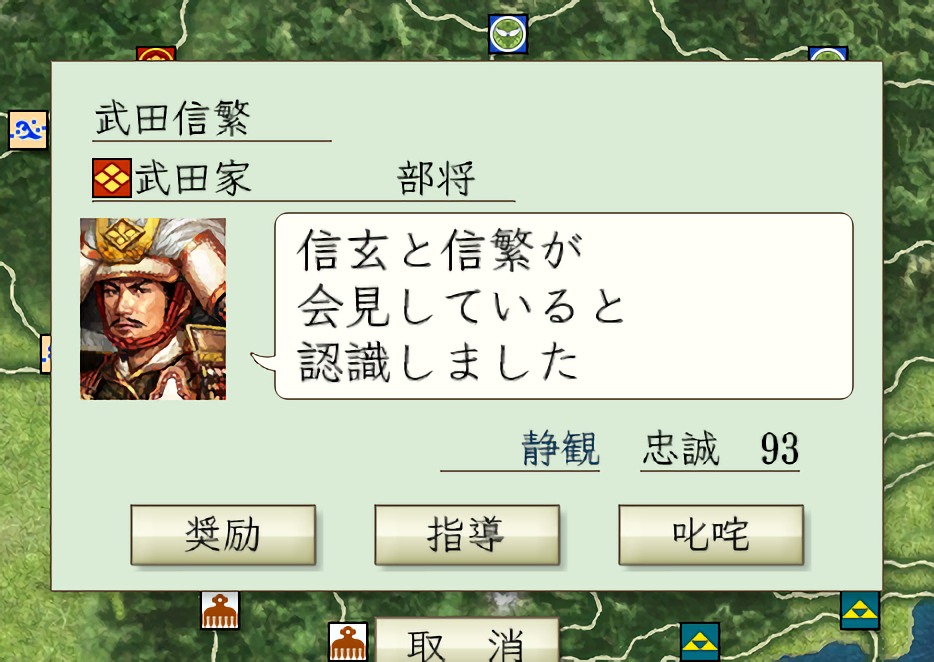 武田信繁
武田家 部将
信玄と信繁が
会見していると
認識しました
静観 忠誠 93
奨励 指導 叱咤
取 消